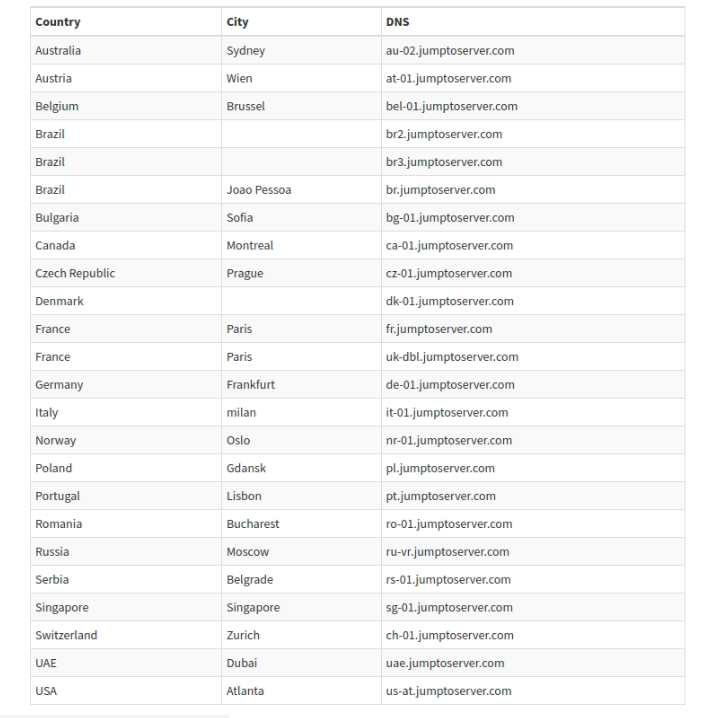 Country City DNS
Australia Sydney au-02.jumptoserver.com
Austria Wien at-01.jumptoserver.com
Belgium Brussel bel-01.jumptoserver.com
Brazil br2.jumptoserver.com
Brazil br3.jumptoserver.com
Brazil Joao Pessoa br.jumptoserver.com
Bulgaria Sofia bg-01.jumptoserver.com
Canada Montreal ca-01.jumptoserver.com
Czech Republic Prague cz-01.jumptoserver.com
Denmark dk-01.jumptoserver.com
France Paris fr.jumptoserver.com
France Paris uk-dbl.jumptoserver.com
Germany Frankfurt de-01.jumptoserver.com
Italy milan it-01.jumptoserver.com
Norway Oslo nr-01.jumptoserver.com
Poland Gdansk pl.jumptoserver.com
Portugal Lisbon pt.jumptoserver.com
Romania Bucharest ro-01.jumptoserver.com
Russia Moscow ru-vr.jumptoserver.com
Serbia Belgrade rs-01.jumptoserver.com
Singapore Singapore sg-01.jumptoserver.com
Switzerland Zurich ch-01.jumptoserver.com
UAE Dubai uae.jumptoserver.com
USA Atlanta us-at.jumptoserver.com